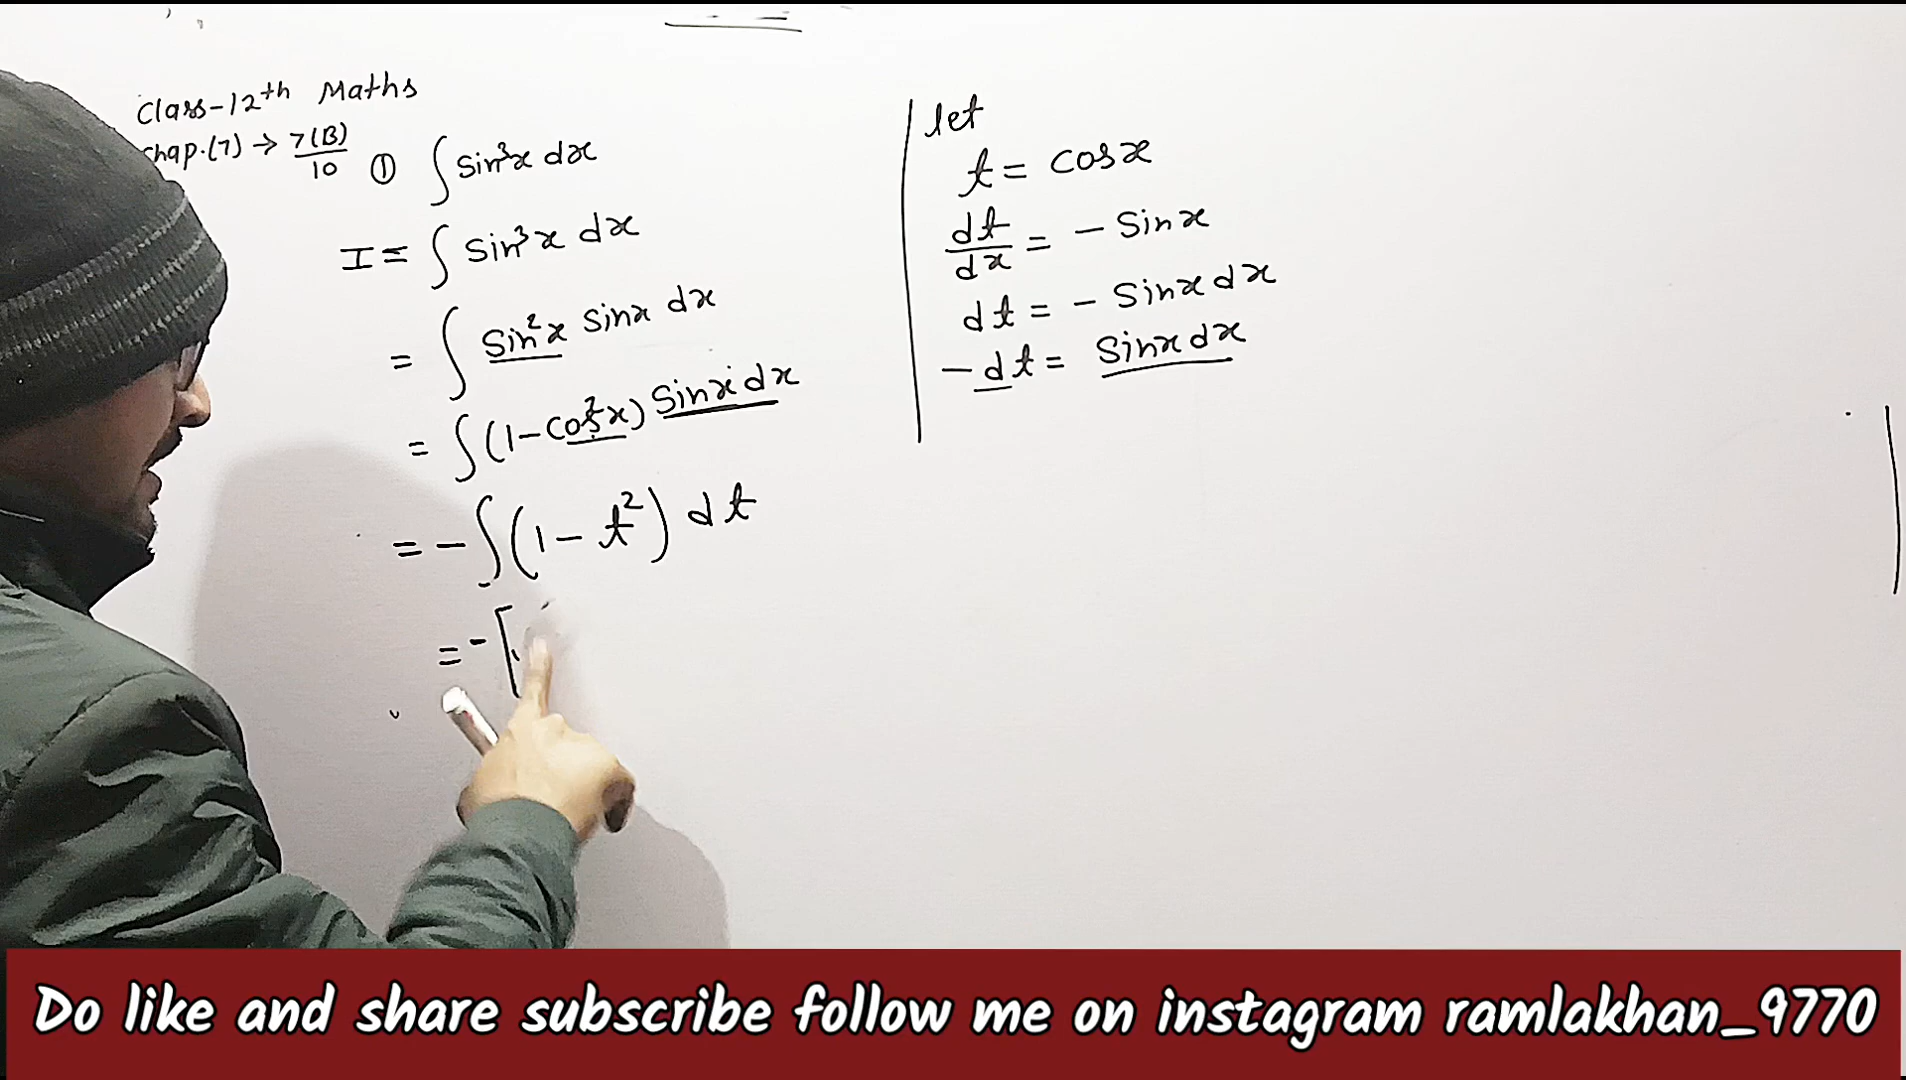 Class-12th Maths
chap.(7) → 7(B)/10 ① ∫ Sin³x dx
I = ∫ Sin³x dx
= ∫ Sin²x Sinx dx
= ∫(1-Cos²x) Sinx dx
= -∫(1-t²) dt
= -[
let
t = Cosx
dt/dx = - Sinx
dt = - Sinx dx
- dt = Sinx dx
Do like and share subscribe follow me on instagram ramlakhan_9770